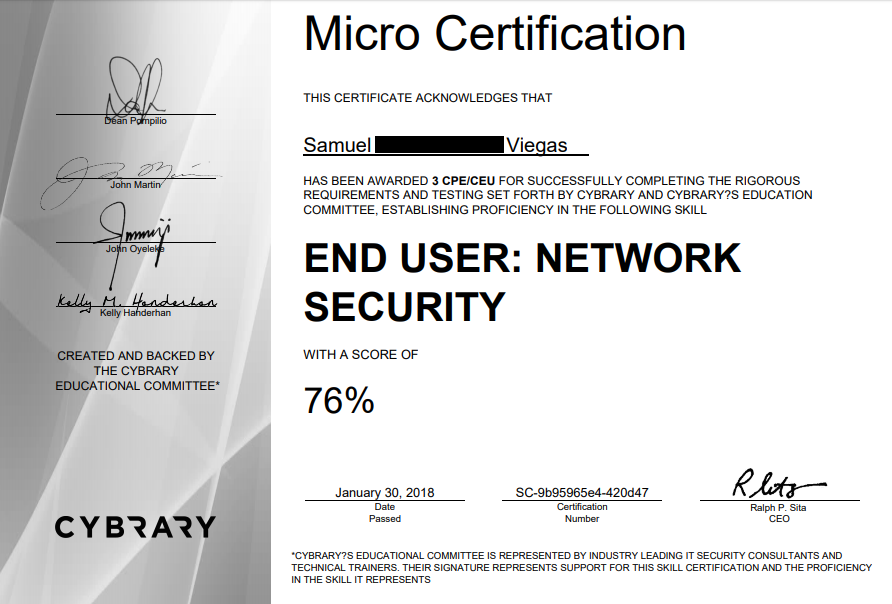 Micro Certification
THIS CERTIFICATE ACKNOWLEDGES THAT
Samuel Viegas
HAS BEEN AWARDED 3 CPE/CEU FOR SUCCESSFULLY COMPLETING THE RIGOROUS
REQUIREMENTS AND TESTING SET FORTH BY CYBRARY AND CYBRARY?S EDUCATION
COMMITTEE, ESTABLISHING PROFICIENCY IN THE FOLLOWING SKILL
END USER: NETWORK
SECURITY
WITH A SCORE OF
76%
January 30, 2018
Date
Passed
SC-9b95965e4-420d47
Certification
Number
Ralph P. Sita
CEO
*CYBRARY?S EDUCATIONAL COMMITTEE IS REPRESENTED BY INDUSTRY LEADING IT SECURITY CONSULTANTS AND
TECHNICAL TRAINERS. THEIR SIGNATURE REPRESENTS SUPPORT FOR THIS SKILL CERTIFICATION AND THE PROFICIENCY
IN THE SKILL IT REPRESENTS
Dean Pompilio
John Martin
John Oyeleke
Kelly M. Handerhan
Kelly Handerhan
CREATED AND BACKED BY
THE CYBRARY
EDUCATIONAL COMMITTEE*
CYBRARY